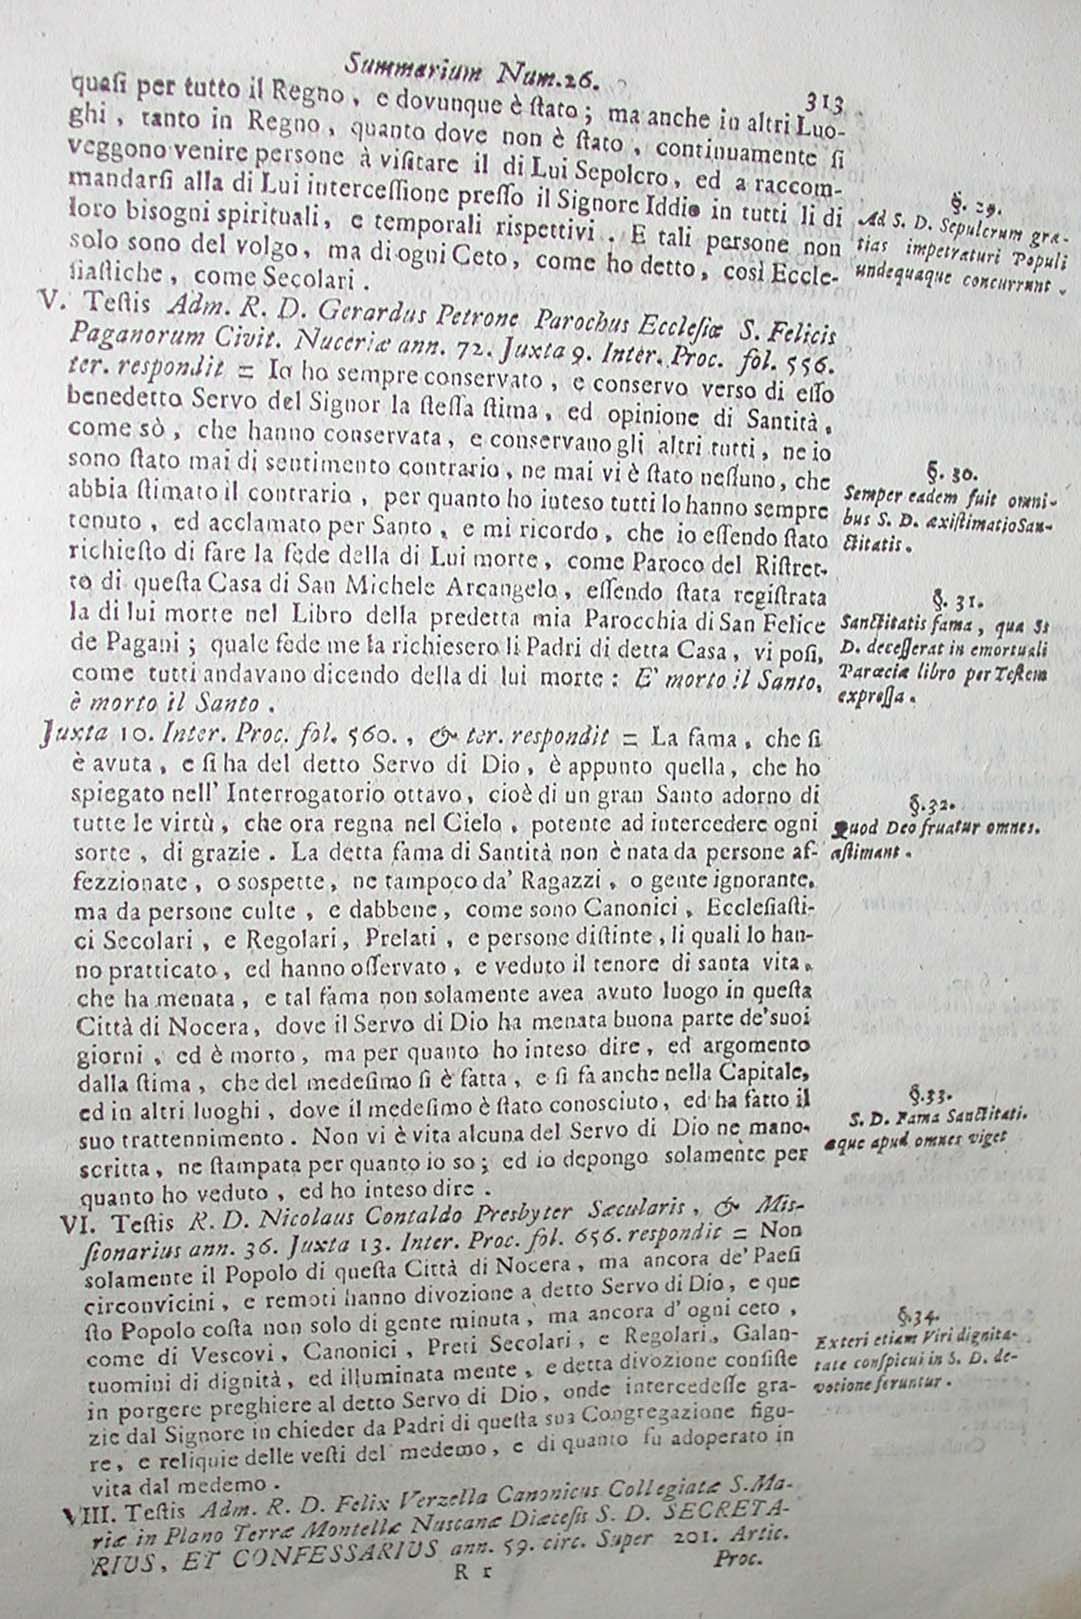 Summarium Num.26.
313
quaſi per tutto il Regno, e dovunque è ſtato; ma anche in altri Luo-
ghi, tanto in Regno, quanto dove non è ſtato, continuamente ſi
veggono venire perſone à viſitare il di Lui Sepolcro, ed a raccom-
mandarſi alla di Lui interceſſione preſſo il Signore Iddio in tutti li di
loro biſogni ſpirituali, e temporali riſpettivi. E tali perſone non
ſolo ſono del volgo, ma di ogni Ceto, come ho detto, così Eccle-
ſiaſtiche, come Secolari.
§. 29.
Ad S. D. Sepulcrum gra-
tias impetraturi Populi
undequaque concurrunt.
V. Teſtis Adm. R. D. Gerardus Petrone Parochus Eccleſiæ S. Felicis
Paganorum Civit. Nuceriæ ann. 72. Juxta 9. Inter. Proc. fol. 556.
ter. reſpondit = Io ho ſempre conſervato, e conſervo verſo di eſſo
benedetto Servo del Signor la ſteſſa ſtima, ed opinione di Santità,
come sò, che hanno conſervata, e conſervano gli altri tutti, ne io
ſono ſtato mai di sentimento contrario, ne mai vi è ſtato neſſuno, che
abbia ſtimato il contrario, per quanto ho inteſo tutti lo hanno ſempre
tenuto, ed acclamato per Santo, e mi ricordo, che io eſſendo ſtato
richieſto di fare la fede della di Lui morte, come Paroco del Riſtret-
to di queſta Casa di San Michele Arcangelo, eſſendo ſtata regiſtrata
la di lui morte nel Libro della predetta mia Parocchia di San Felice
de Pagani; quale fede me la richieſero li Padri di detta Caſa, vi poſi,
come tutti andavano dicendo della di lui morte: E' morto il Santo,
è morto il Santo.
§. 30.
Semper eadem fuit omni-
bus S. D. æxiſtimatio San-
ctitatis.
§. 31.
Sanctitatis fama, qua S;
D. deceſſerat in emortuali
Paræciæ libro per Teſtem
expreſſa.
Juxta 10. Inter. Proc. fol. 560., & ter. reſpondit = La fama, che ſi
è avuta, e ſi ha del detto Servo di Dio, è appunto quella, che ho
ſpiegato nell' Interrogatorio ottavo, cioè di un gran Santo adorno di
tutte le virtù, che ora regna nel Cielo, potente ad intercedere ogni
ſorte, di grazie. La detta fama di Santità non è nata da perſone af-
fezzionate, o ſospette, ne tampoco da' Ragazzi, o gente ignorante,
ma da perſone culte, e dabbene, come ſono Canonici, Eccleſiaſti-
ci Secolari, e Regolari, Prelati, e perſone diſtinte, li quali lo han-
no pratticato, ed hanno oſſervato, e veduto il tenore di santa vita,
che ha menata, e tal fama non ſolamente avea avuto luogo in queſta
Città di Nocera, dove il Servo di Dio ha menata buona parte de' suoi
giorni, ed è morto, ma per quanto ho inteſo dire, ed argomento
dalla ſtima, che del medeſimo ſi è fatta, e ſi fa anche nella Capitale,
ed in altri luoghi, dove il medeſimo è ſtato conoſciuto, ed ha fatto il
ſuo trattennimento. Non vi è vita alcuna del Servo di Dio ne mano-
ſcritta, ne ſtampata per quanto io so; ed io depongo ſolamente per
quanto ho veduto, ed ho inteſo dire.
§.32.
Quod Deo fruatur omnes.
æſtimant.
§.33.
S. D. Fama Sanctitati.
æque apud omnes viget
VI. Teſtis R. D. Nicolaus Contaldo Presbyter Sæcularis, & Miſ-
ſionarius ann. 36. Juxta 13. Inter. Proc. fol. 656. reſpondit = Non
ſolamente il Popolo di queſta Città di Nocera, ma ancora de' Paeſi
circonvicini, e remoti hanno divozione a detto Servo di Dio, e que
ſto Popolo coſta non ſolo di gente minuta, ma ancora d' ogni ceto,
come di Vescovi, Canonici, Preti Secolari, e Regolari, Galan-
tuomini di dignità, ed illuminata mente, e detta divozione conſiſte
in porgere preghiere al detto Servo di Dio, onde intercedeſſe gra-
zie dal Signore in chieder da Padri di queſta sua Congregazione figu-
re, e reliquie delle veſti del medemo, e di quanto fu adoperato in
vita dal medemo.
§.34.
Exteri etiam Viri dignita-
tate conſpicui in S. D. de-
votione feruntur.
VIII. Teſtis Adm. R. D. Felix Verzella Canonicus Collegiatæ S. Ma-
riæ in Plano Terræ Montellæ Nuscanæ Diæceſis S. D. SECRETA-
RIUS, ET CONFESSARIUS ann. 59. circ. Super 201. Artic.
R r
Proc.